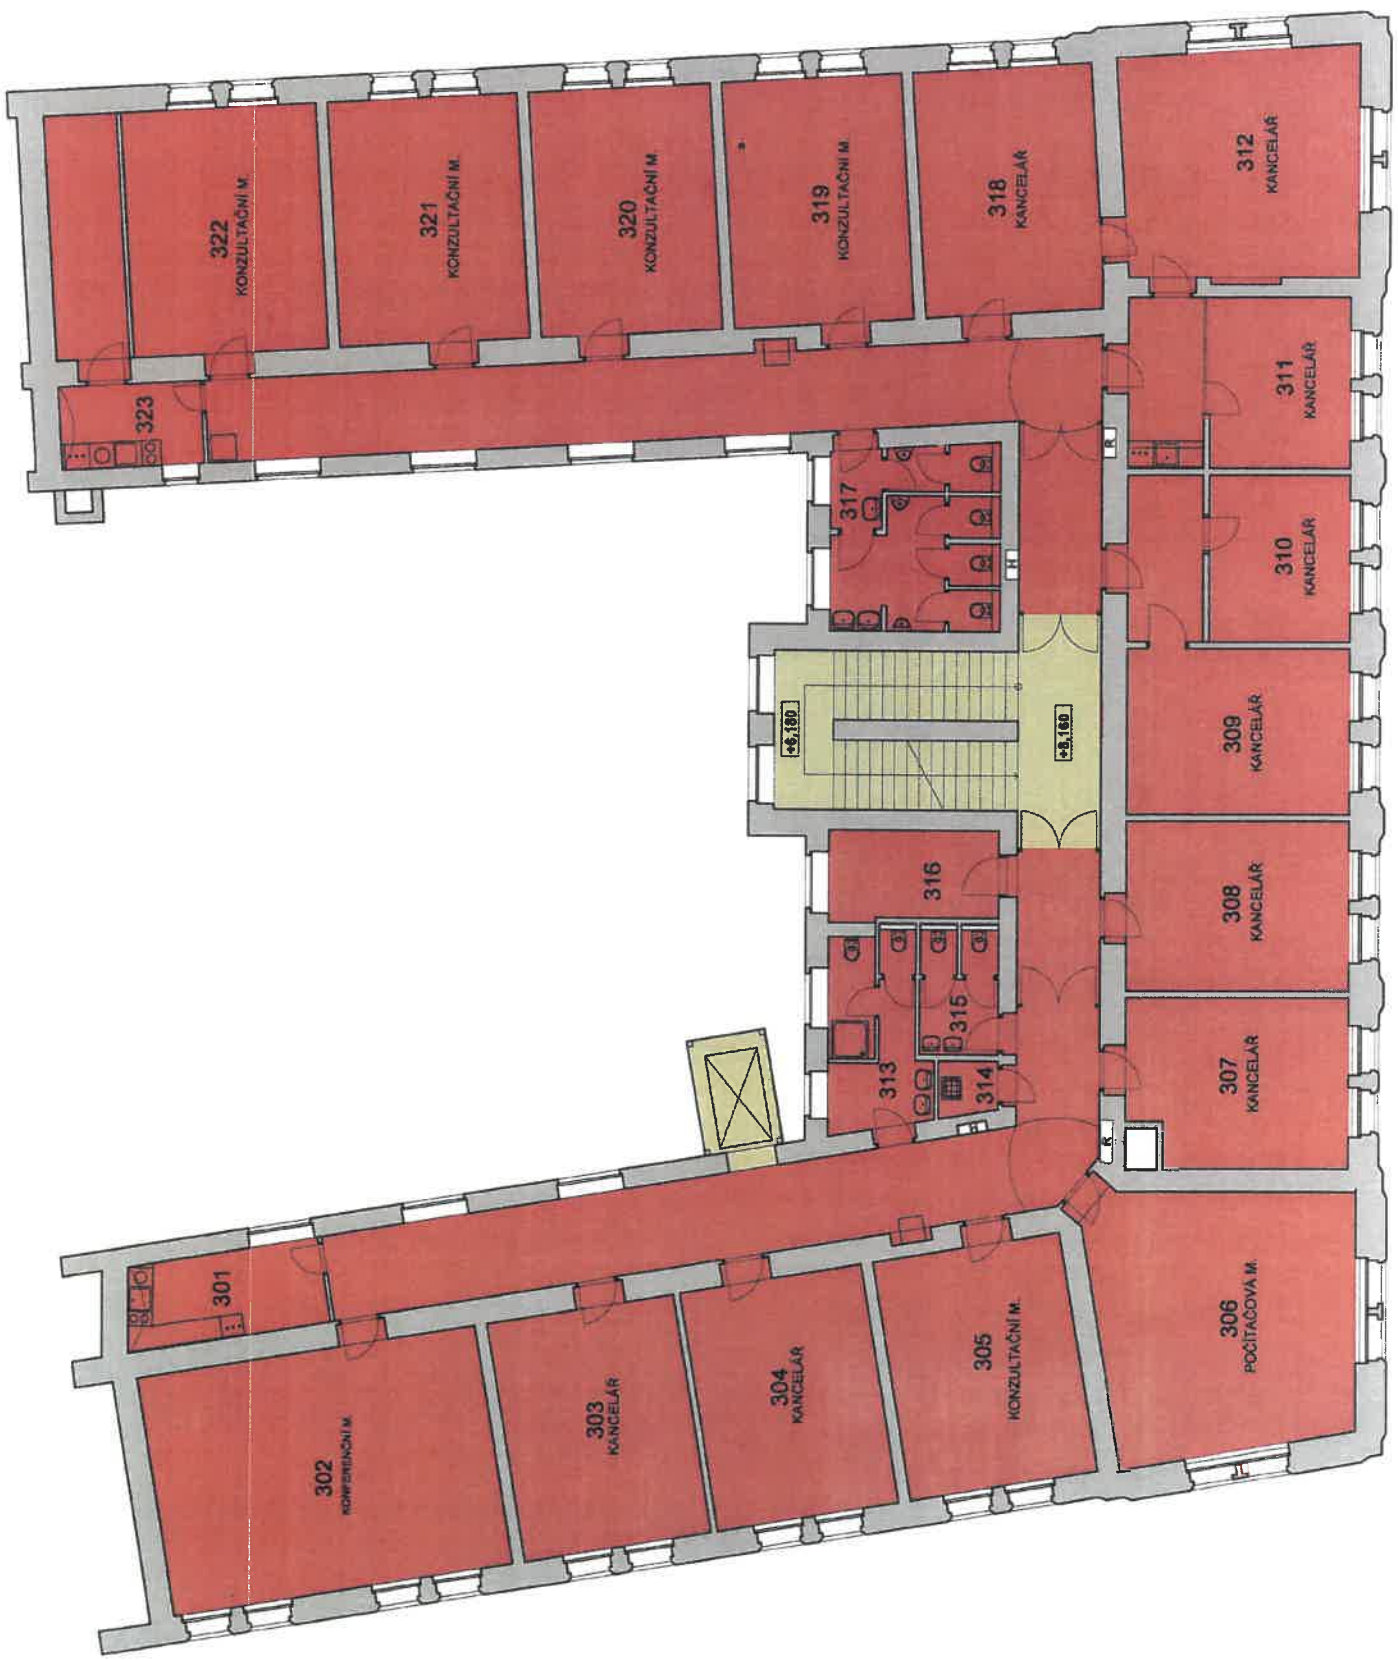 301
302
KONFERENČNÍ M.
303
KANCELÁŘ
304
KANCELÁŘ
305
KONZULTAČNÍ M.
306
POČÍTAČOVÁ M.
307
KANCELÁŘ
308
KANCELÁŘ
309
KANCELÁŘ
310
KANCELÁŘ
311
KANCELÁŘ
312
KANCELÁŘ
313
314
315
316
317
318
KANCELÁŘ
319
KONZULTAČNÍ M.
320
KONZULTAČNÍ M.
321
KONZULTAČNÍ M.
322
KONZULTAČNÍ M.
323
+6,180
+8,160
H
R
H
R